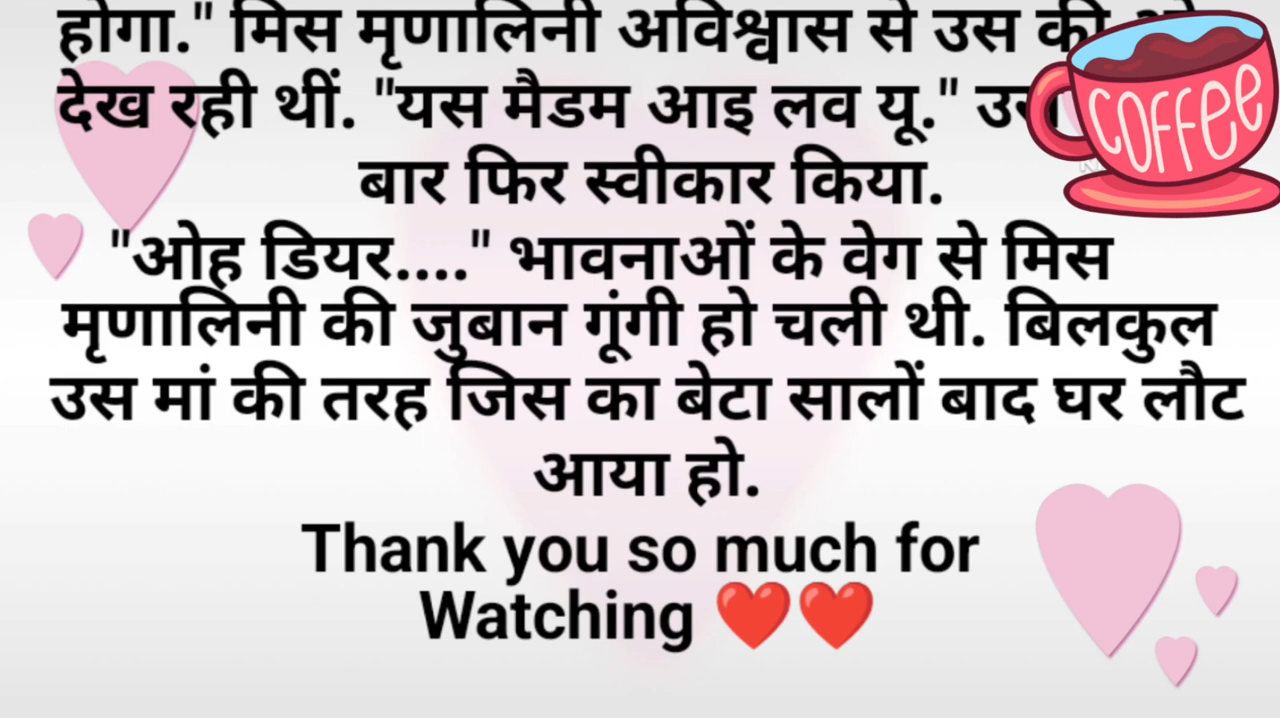 होगा." मिस मृणालिनी अविश्वास से उस की
देख रही थीं. "यस मैडम आइ लव यू."
बार फिर स्वीकार किया.
"ओह डियर...." भावनाओं के वेग से मिस
मृणालिनी की जुबान गूंगी हो चली थी. बिलकुल
उस मां की तरह जिस का बेटा सालों बाद घर लौट
आया हो.
Thank you so much for
Watching ❤️❤️
COFFee